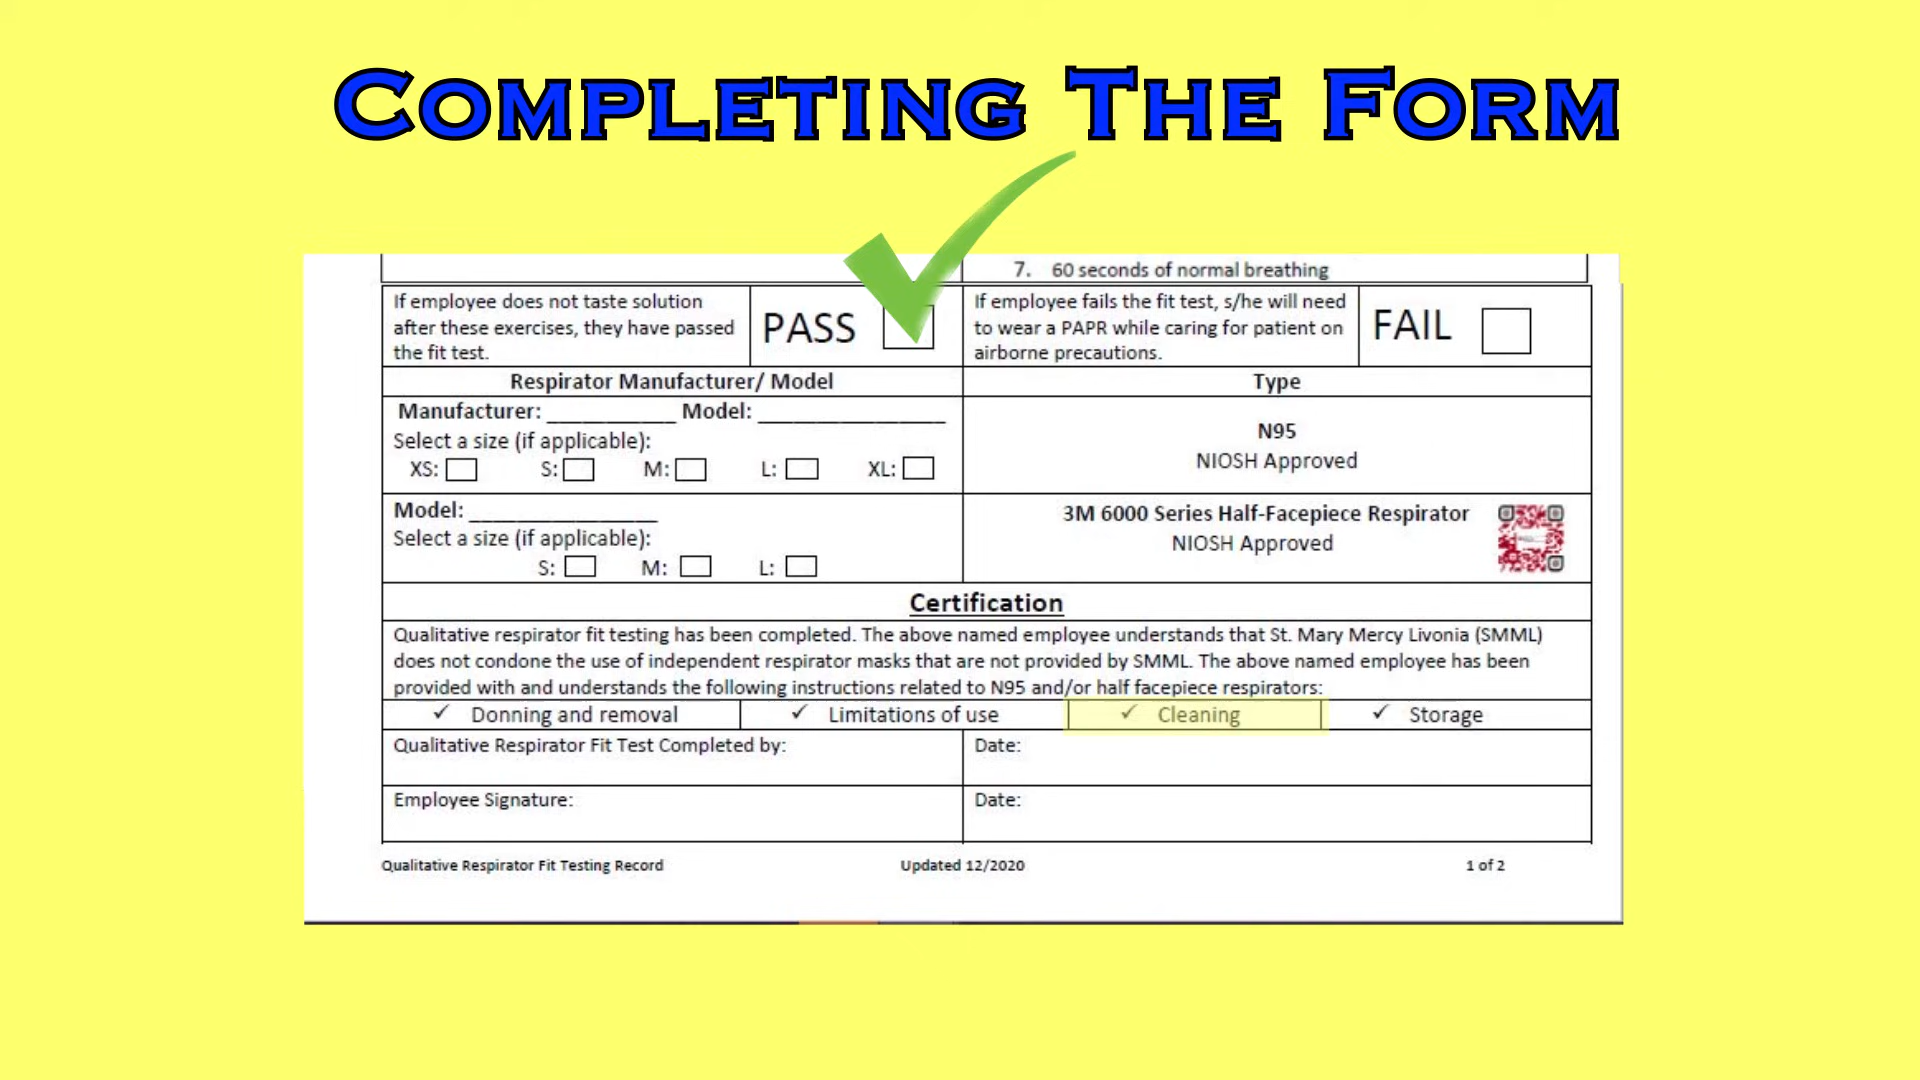 Completing The Form
7. 60 seconds of normal breathing
If employee does not taste solution
after these exercises, they have passed
the fit test.
PASS
If employee fails the fit test, s/he will need
to wear a PAPR while caring for patient on
airborne precautions.
FAIL
Respirator Manufacturer/ Model
Type
Manufacturer: ___________ Model: ________________
Select a size (if applicable):
XS: S: M: L: XL:
N95
NIOSH Approved
Model: ________________
Select a size (if applicable):
S: M: L:
3M 6000 Series Half-Facepiece Respirator
NIOSH Approved
Certification
Qualitative respirator fit testing has been completed. The above named employee understands that St. Mary Mercy Livonia (SMML)
does not condone the use of independent respirator masks that are not provided by SMML. The above named employee has been
provided with and understands the following instructions related to N95 and/or half facepiece respirators:
✓ Donning and removal ✓ Limitations of use ✓ Cleaning ✓ Storage
Qualitative Respirator Fit Test Completed by: Date:
Employee Signature: Date:
Qualitative Respirator Fit Testing Record Updated 12/2020 1 of 2